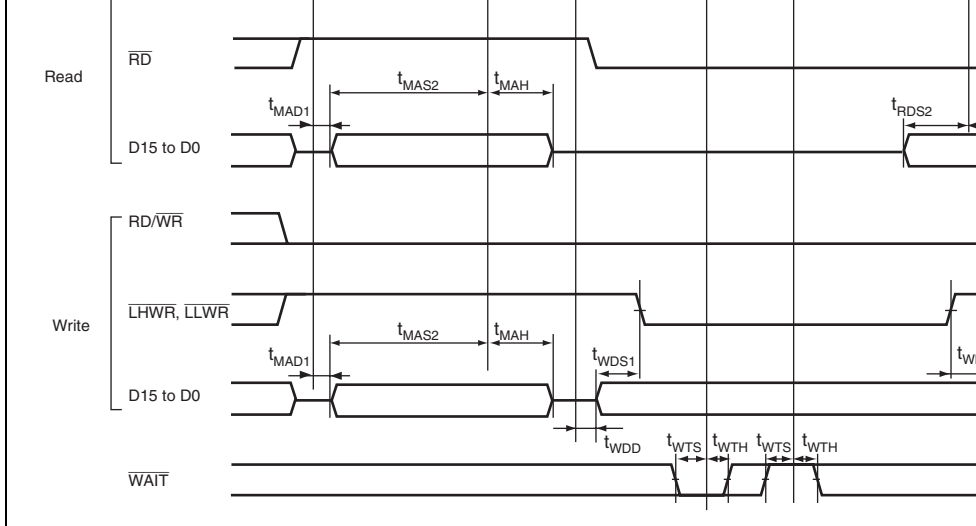 RD
Read
tMAS2 tMAH
tMAD1
tRDS2
D15 to D0
RD/WR
LHWR, LLWR
Write
tMAS2 tMAH
tMAD1
tWDS1
D15 to D0
tWDD
tWTS tWTH tWTS tWTH
WAIT